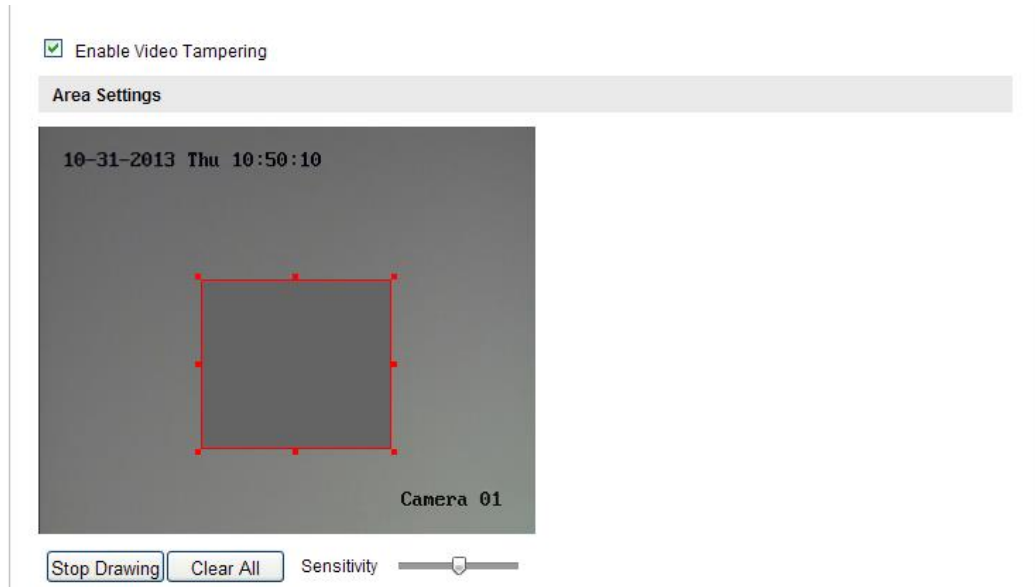 Enable Video Tampering
Area Settings
10-31-2013 Thu 10:50:10
Camera 01
Stop Drawing Clear All Sensitivity